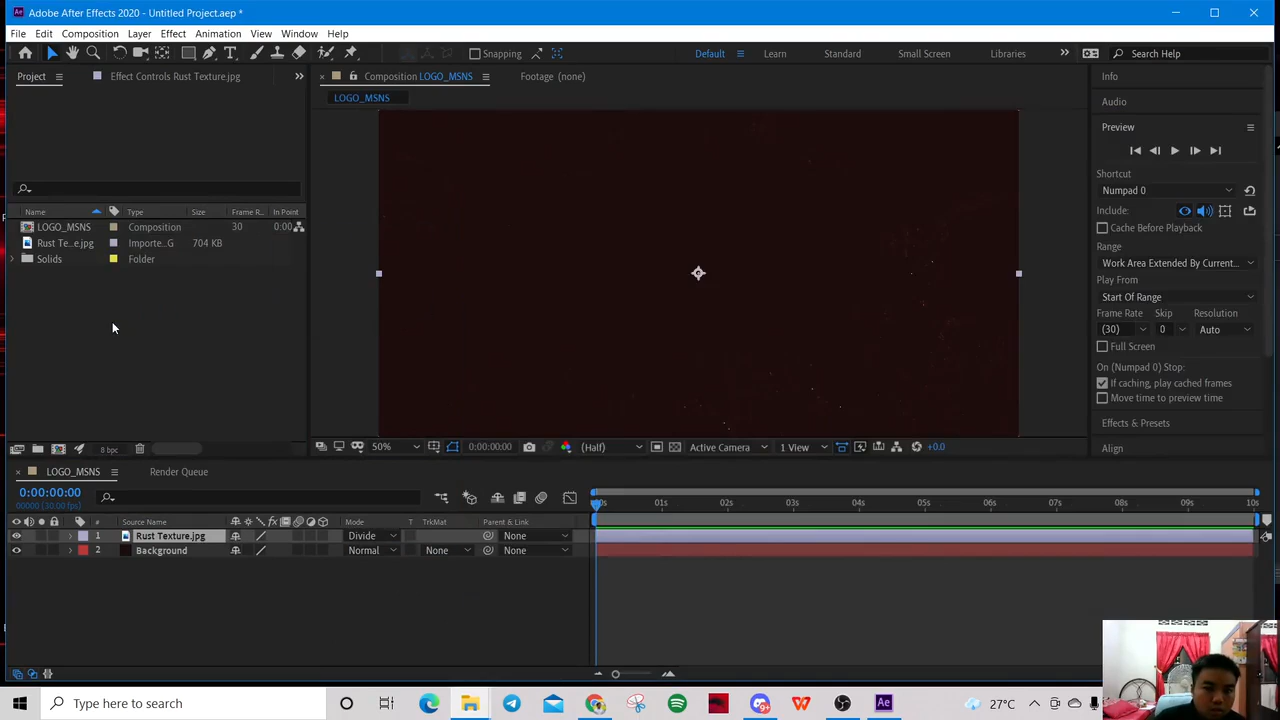 Adobe After Effects 2020 - Untitled Project.aep *
File Edit Composition Layer Effect Animation View Window Help
Snapping
Default Learn Standard Small Screen Libraries Search Help
Project Effect Controls Rust Texture.jpg
Composition LOGO_MSNS
Footage (none)
Info
LOGO_MSNS
Audio
Preview
Shortcut
Numpad 0
Name Type Size Frame R... In Point
Include:
LOGO_MSNS Composition 30 0:00
Cache Before Playback
Rust Te...e.jpg Importe...G 704 KB
Range
Solids Folder
Work Area Extended By Current...
Play From
Start Of Range
Frame Rate Skip Resolution
(30) 0 Auto
Full Screen
On (Numpad 0) Stop:
If caching, play cached frames
Move time to preview time
Effects & Presets
8 bpc
50% 0:00:00:00 (Half) Active Camera 1 View +0.0
Align
LOGO_MSNS Render Queue
0:00:00:00
00000 (30.00 fps)
00s 01s 02s 03s 04s 05s 06s 07s 08s 09s 10s
# Source Name Mode T TrkMat Parent & Link
1 Rust Texture.jpg Divide None
2 Background Normal None None
Type here to search
27°C